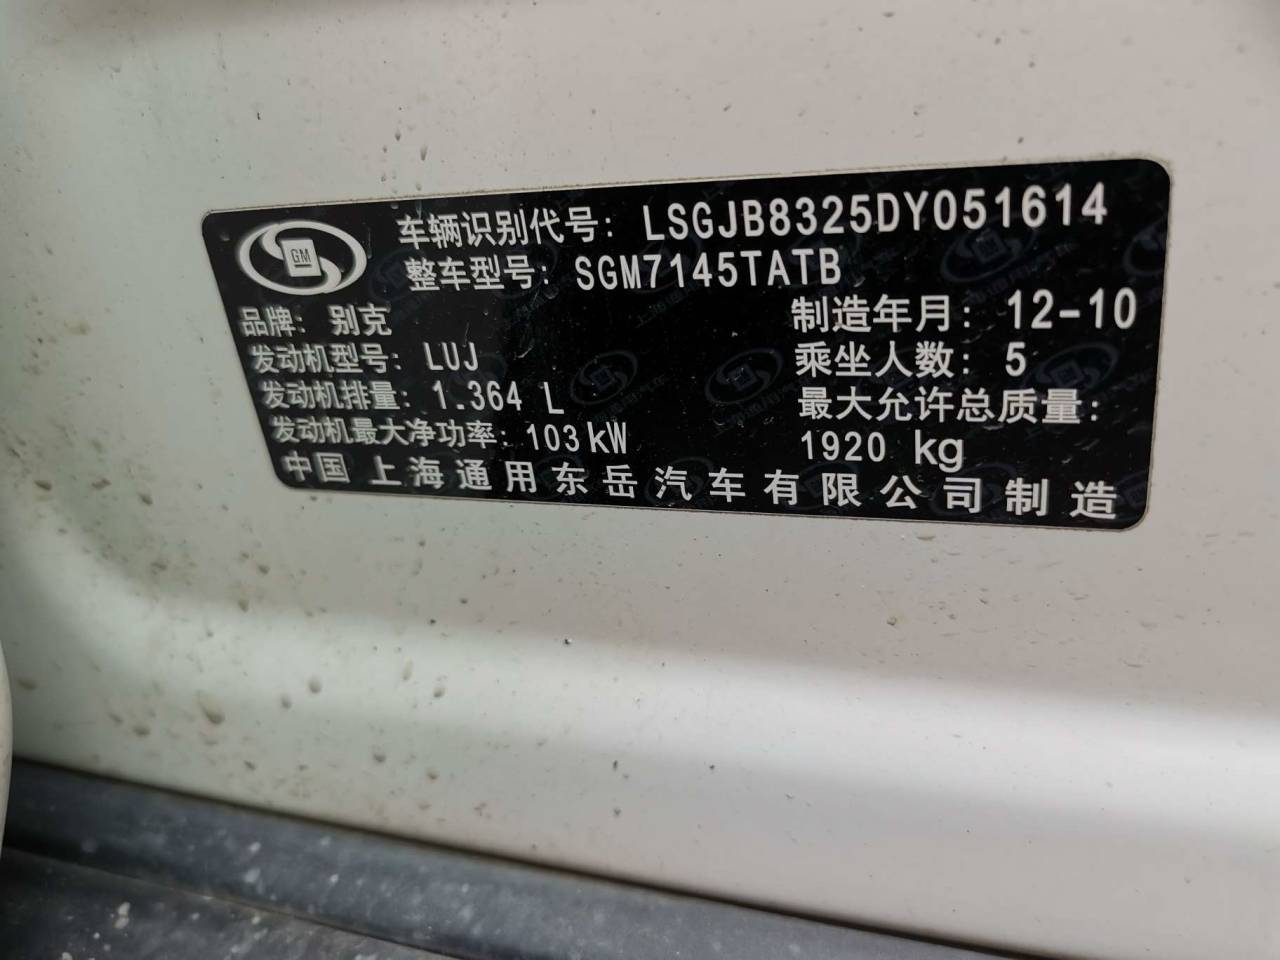 GM
车辆识别代号: LSGJB8325DY051614
整车型号: SGM7145TATB
品牌: 别克
制造年月: 12-10
发动机型号: LUJ
乘坐人数: 5
发动机排量: 1.364 L
最大允许总质量:
发动机最大净功率: 103kW
1920 kg
中国 上海通用东岳汽车有限公司制造